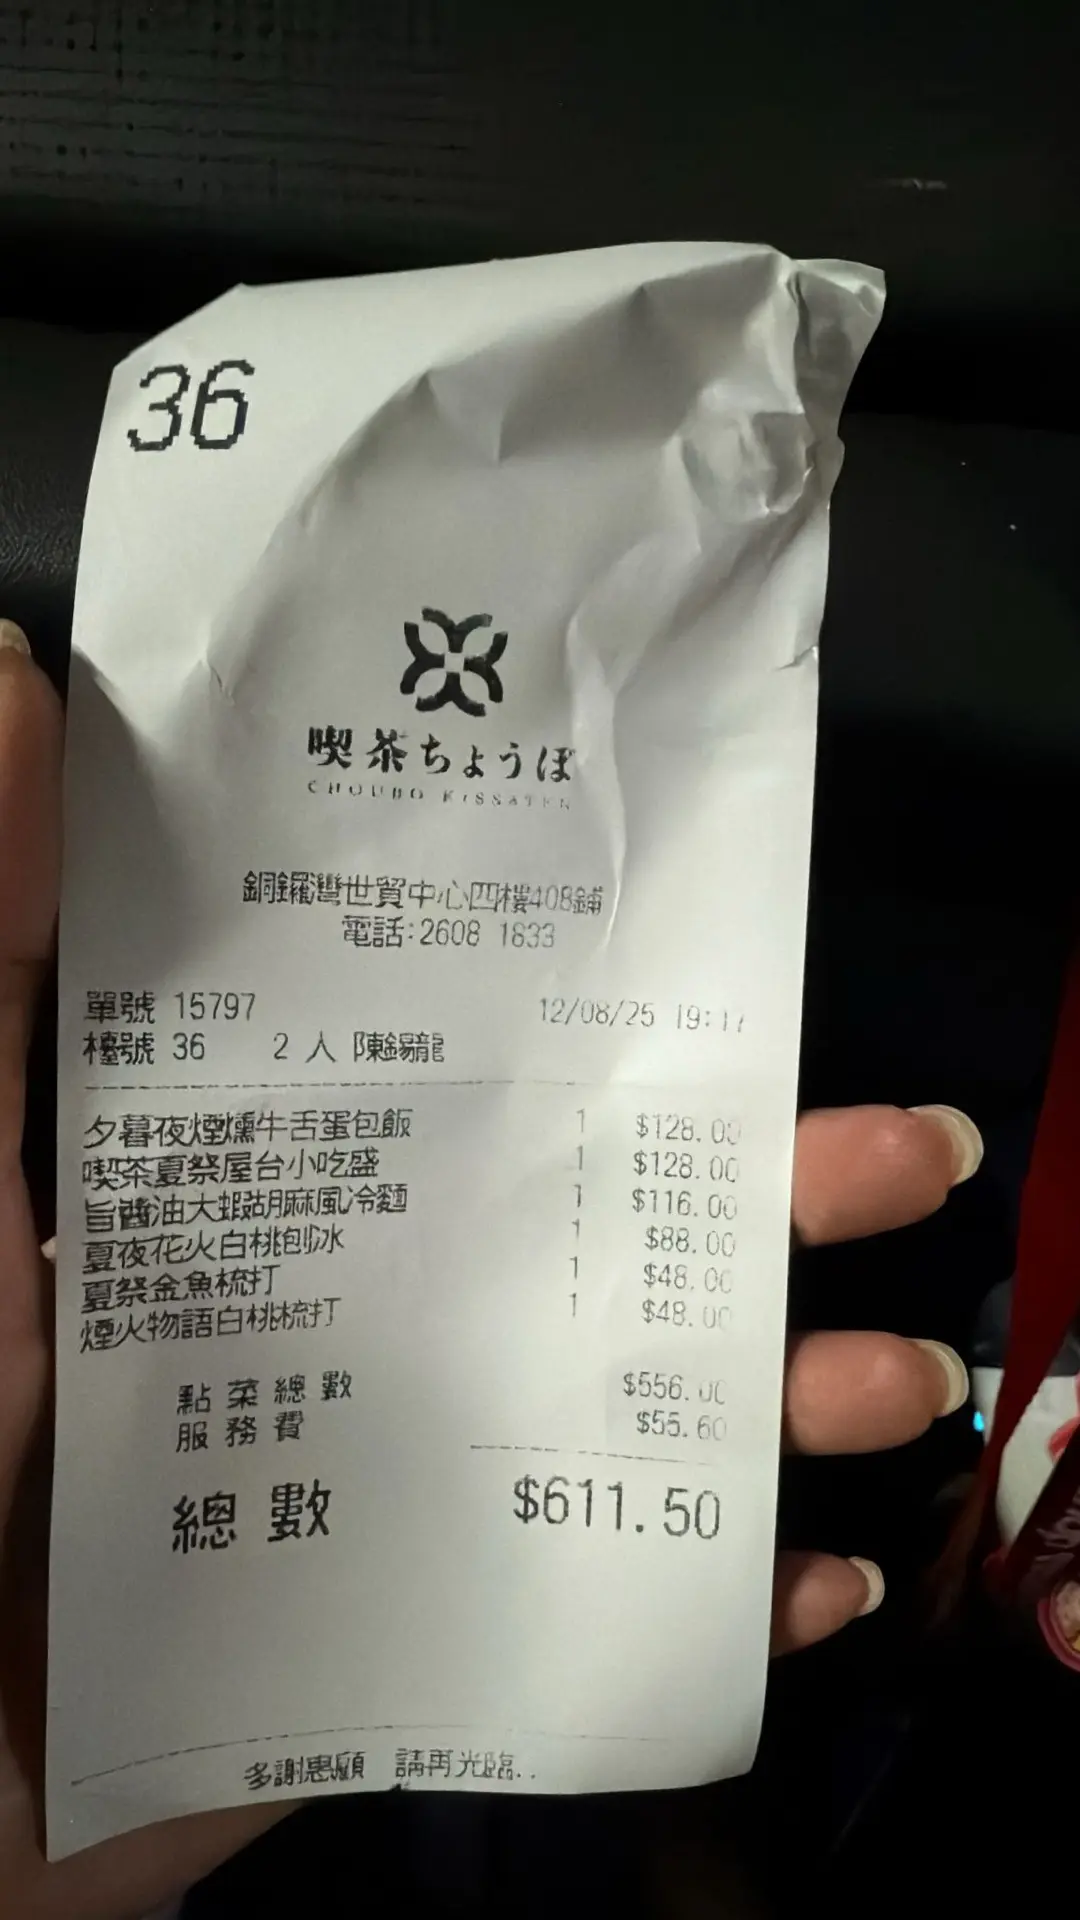 36
喫茶ちょうぼ
CHOUBO KISSATEN
銅鑼灣世貿中心四樓408鋪
電話:2608 1633
單號 15797 12/08/25 19:17
檯號 36 2 人 陳錫龍
夕暮夜煙燻牛舌蛋包飯 1 $128.00
喫茶夏祭屋台小吃盛 1 $128.00
旨醬油大蝦胡麻風冷麵 1 $116.00
夏夜花火白桃刨冰 1 $88.00
夏祭金魚梳打 1 $48.00
煙火物語白桃梳打 1 $48.00
點菜總數 $556.00
服務費 $55.60
總數 $611.50
多謝惠顧 請再光臨..